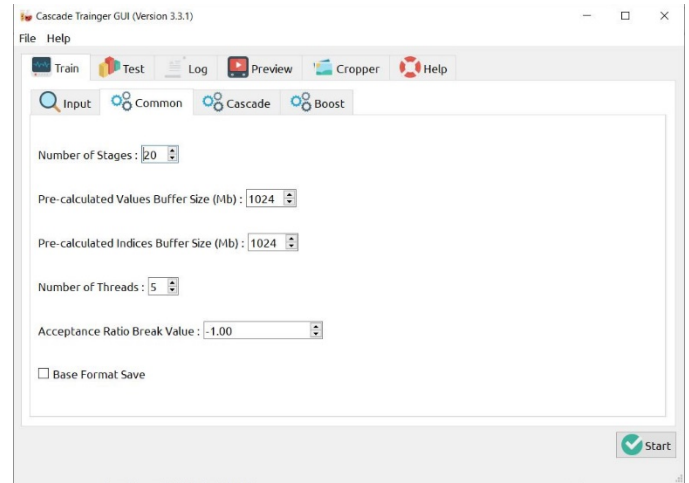 Cascade Trainger GUI (Version 3.3.1)
File Help
Train Test Log Preview Cropper Help
Input Common Cascade Boost
Number of Stages : 20
Pre-calculated Values Buffer Size (Mb) : 1024
Pre-calculated Indices Buffer Size (Mb) : 1024
Number of Threads : 5
Acceptance Ratio Break Value : -1.00
Base Format Save
Start